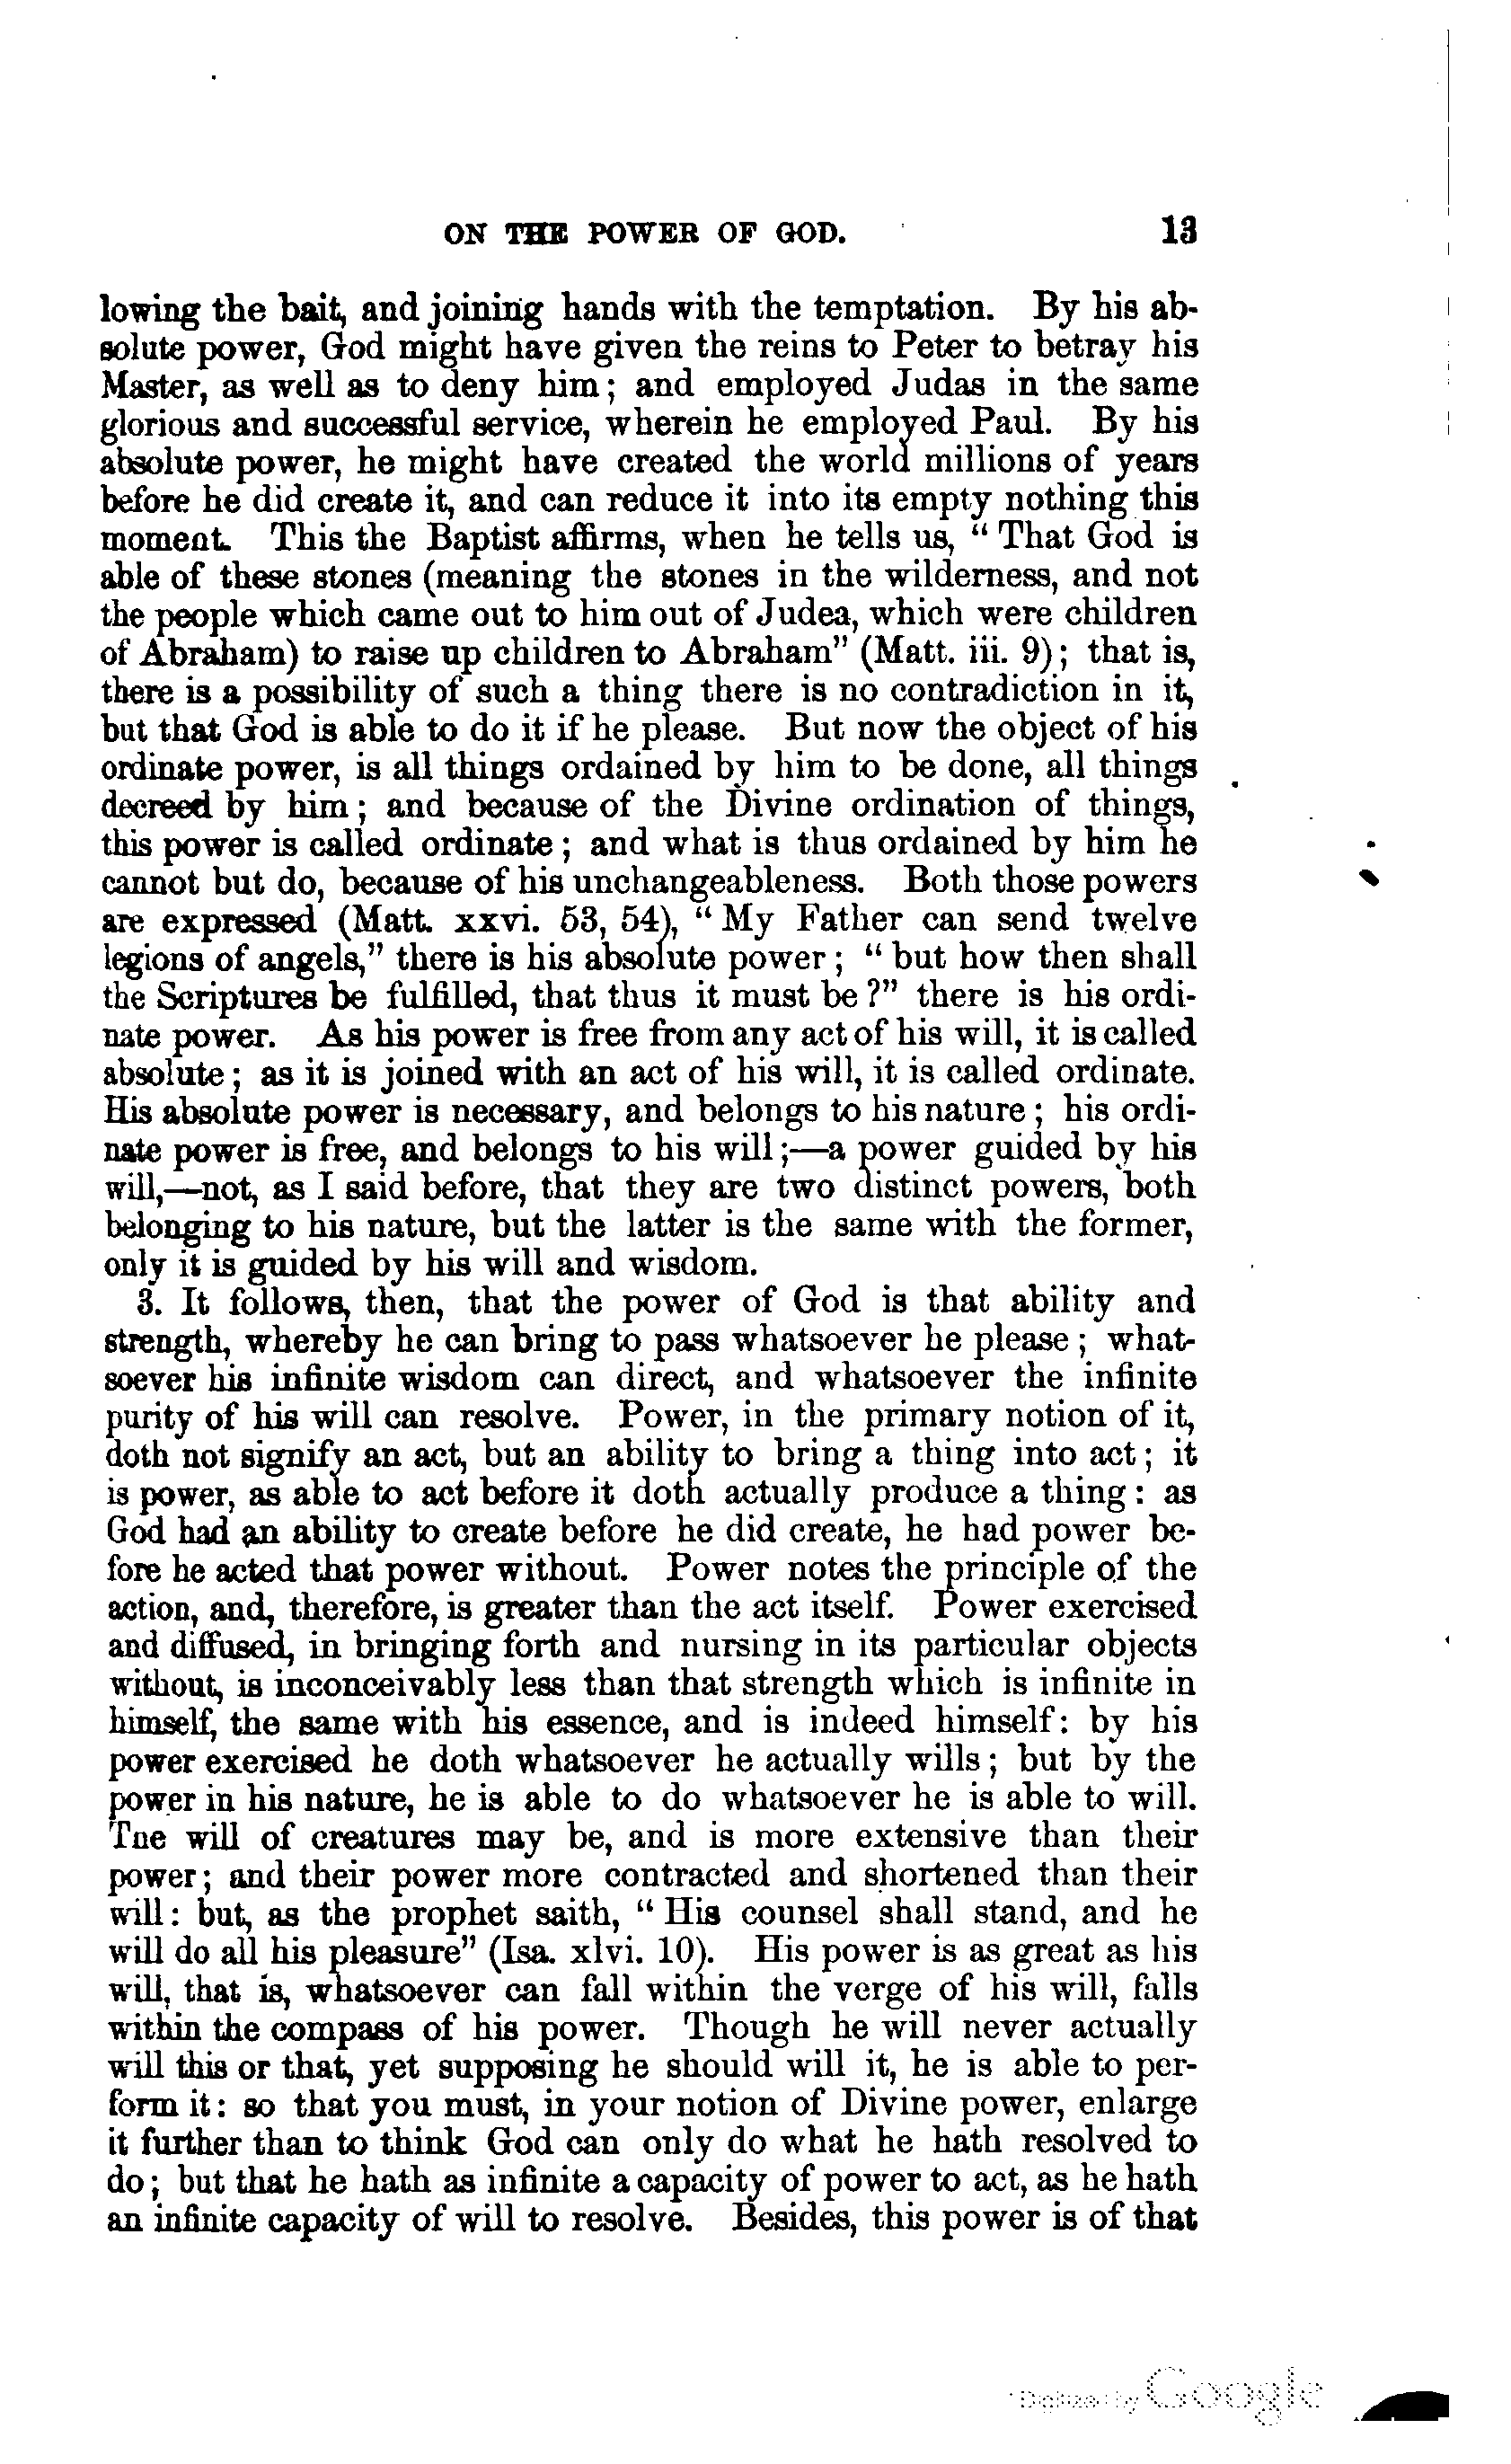 ON THE POWER OF GOD. 13
lowing the bait, and joining hands with the temptation. By his ab-
solute power, God might have given the reins to Peter to betray his
Master, as well as to deny him; and employed Judas in the same
glorious and successful service, wherein he employed Paul. By his
absolute power, he might have created the world millions of years
before he did create it, and can reduce it into its empty nothing this
moment. This the Baptist affirms, when he tells us, “ That God is
able of these stones (meaning the stones in the wilderness, and not
the people which came out to him out of Judea, which were children
of Abraham) to raise up children to Abraham” (Matt. iii. 9); that is,
there is a possibility of such a thing there is no contradiction in it,
but that God is able to do it if he please. But now the object of his
ordinate power, is all things ordained by him to be done, all things
decreed by him; and because of the Divine ordination of things,
this power is called ordinate; and what is thus ordained by him he
cannot but do, because of his unchangeableness. Both those powers
are expressed (Matt. xxvi. 53, 54), “ My Father can send twelve
legions of angels,” there is his absolute power; “ but how then shall
the Scriptures be fulfilled, that thus it must be ?” there is his ordi-
nate power. As his power is free from any act of his will, it is called
absolute; as it is joined with an act of his will, it is called ordinate.
His absolute power is necessary, and belongs to his nature; his ordi-
nate power is free, and belongs to his will;—a power guided by his
will,—not, as I said before, that they are two distinct powers, both
belonging to his nature, but the latter is the same with the former,
only it is guided by his will and wisdom.
3. It follows, then, that the power of God is that ability and
strength, whereby he can bring to pass whatsoever he please; what-
soever his infinite wisdom can direct, and whatsoever the infinite
purity of his will can resolve. Power, in the primary notion of it,
doth not signify an act, but an ability to bring a thing into act; it
is power, as able to act before it doth actually produce a thing: as
God had an ability to create before he did create, he had power be-
fore he acted that power without. Power notes the principle of the
action, and, therefore, is greater than the act itself. Power exercised
and diffused, in bringing forth and nursing in its particular objects
without, is inconceivably less than that strength which is infinite in
himself, the same with his essence, and is indeed himself: by his
power exercised he doth whatsoever he actually wills; but by the
power in his nature, he is able to do whatsoever he is able to will.
Tne will of creatures may be, and is more extensive than their
power; and their power more contracted and shortened than their
will: but, as the prophet saith, “ His counsel shall stand, and he
will do all his pleasure” (Isa. xlvi. 10). His power is as great as his
will, that is, whatsoever can fall within the verge of his will, falls
within the compass of his power. Though he will never actually
will this or that, yet supposing he should will it, he is able to per-
form it: so that you must, in your notion of Divine power, enlarge
it further than to think God can only do what he hath resolved to
do; but that he hath as infinite a capacity of power to act, as he hath
an infinite capacity of will to resolve. Besides, this power is of that
Digitized by Google